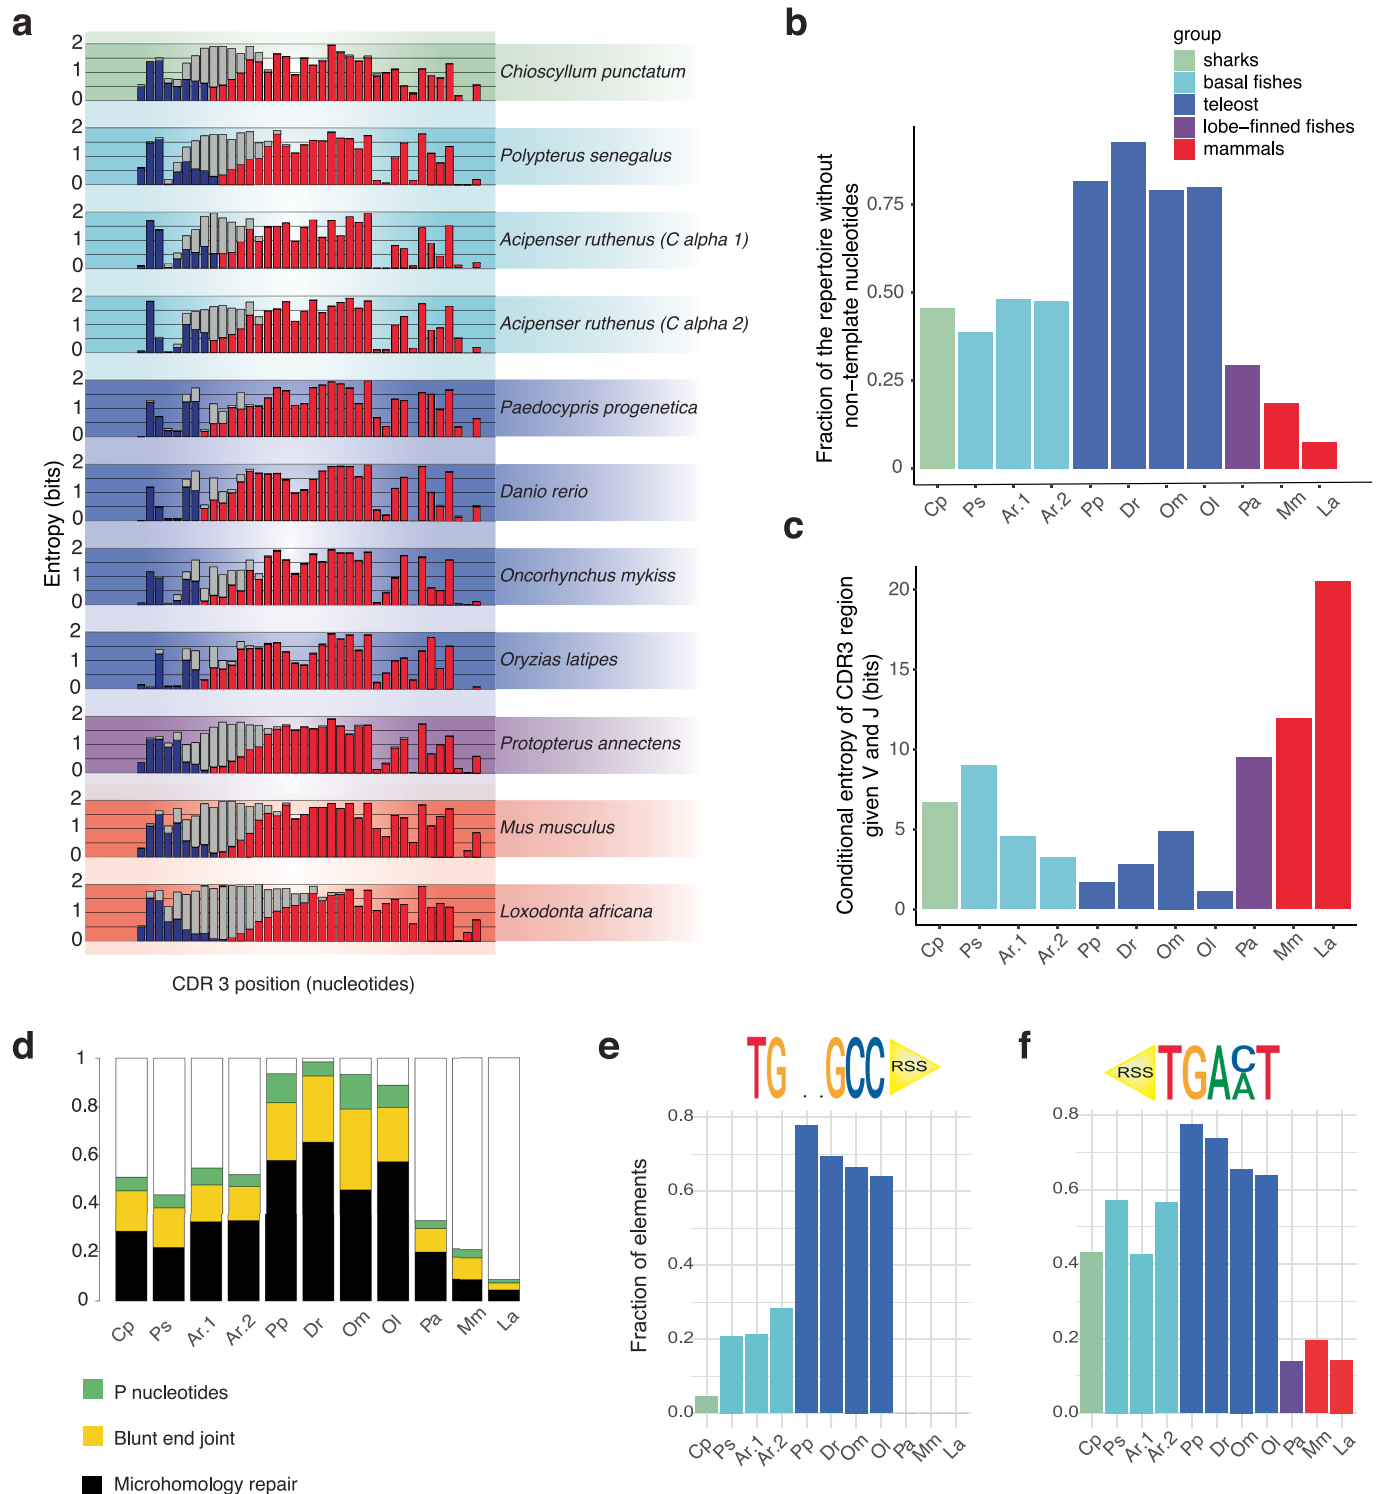 a
2
1
0
Chioscyllum punctatum
2
1
0
Polypterus senegalus
2
1
0
Acipenser ruthenus (C alpha 1)
2
1
0
Acipenser ruthenus (C alpha 2)
2
1
0
Paedocypris progenetica
2
1
0
Danio rerio
2
1
0
Oncorhynchus mykiss
2
1
0
Oryzias latipes
2
1
0
Protopterus annectens
2
1
0
Mus musculus
2
1
0
Loxodonta africana
Entropy (bits)
CDR 3 position (nucleotides)
b
group
sharks
basal fishes
teleost
lobe−finned fishes
mammals
Fraction of the repertoire without
non−template nucleotides
0.75
0.50
0.25
0
Cp
Ps
Ar.1
Ar.2
Pp
Dr
Om
Ol
Pa
Mm
La
c
Conditional entropy of CDR3 region
given V and J (bits)
20
15
10
5
0
Cp
Ps
Ar.1
Ar.2
Pp
Dr
Om
Ol
Pa
Mm
La
d
1
0.8
0.6
0.4
0.2
0
Cp
Ps
Ar.1
Ar.2
Pp
Dr
Om
Ol
Pa
Mm
La
P nucleotides
Blunt end joint
Microhomology repair
e
TG..GCC RSS
Fraction of elements
0.8
0.6
0.4
0.2
0.0
Cp
Ps
Ar.1
Ar.2
Pp
Dr
Om
Ol
Pa
Mm
La
f
RSS TGACT
A
0.8
0.6
0.4
0.2
0.0
Cp
Ps
Ar.1
Ar.2
Pp
Dr
Om
Ol
Pa
Mm
La